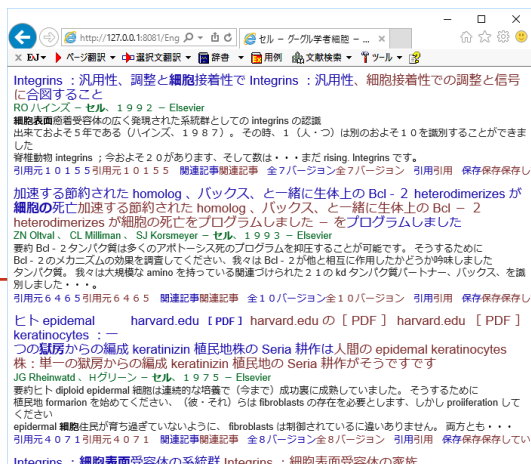 http://127.0.0.1:8081/Eng
セル － グーグル学者細胞 － ...
× EJ ページ翻訳 中 選択文翻訳 辞書 用例 文献検索 ツール
Integrins ：汎用性、調整と細胞接着性で Integrins ：汎用性、細胞接着性での調整と信号
に合図すること
RO ハインズ － セル、１９９２ － Elsevier
細胞表面癒着受容体の広く発現された系統群としての integrins の認識
出来ておよそ５年である（ハインズ、１９８７）。 その時、１（人・つ）は別のおよそ１０を識別することができま
した
脊椎動物 integrins ；今およそ２０があります、そして数は・・・まだ rising. Integrins です。
引用元１０１５５引用元１０１５５ 関連記事関連記事 全７バージョン全７バージョン 引用引用 保存保存保存し
加速する節約された homolog 、バックス、と一緒に生体上の Bcl － ２ heterodimerizes が
細胞の死亡加速する節約された homolog 、バックス、と一緒に生体上の Bcl － ２
heterodimerizes が細胞の死亡をプログラムしました － をプログラムしました
ZN Oltval 、 CL Milliman 、 SJ Korsmeyer － セル、１９９３ － Elsevier
要約 Bcl - 2タンパク質は多くのアポトーシス死のプログラムを抑圧することが可能です。 そうするために
Bcl - 2のメカニズムの効果を調査してください、我々は Bcl - 2が他と相互に作用したかどうか吟味しました
タンパク質。 我々は大規模な amino を持っている関連づけられた２１の kd タンパク質パートナー、バックス、を識
別しました・・・。
引用元６４６５引用元６４６５ 関連記事関連記事 全１０バージョン全１０バージョン 引用引用 保存保存保存し
ヒト epidemal harvard.edu ［ PDF ］ harvard.edu の［ PDF ］ harvard.edu ［ PDF ］
keratinocytes ：一
つの獄房からの編成 keratinizin 植民地株の Seria 耕作は人間の epidemal keratinocytes
株：単一の獄房からの編成 keratinizin 植民地の Seria 耕作がそうですです
JG Rheinwatd 、Hグリーン － セル、１９７５ － Elsevier
要約ヒト diploid epidermal 細胞は連続的な培養で（今まで）成功裏に成熟していました。 そうするために
植民地 formarion を始めてください、（彼・それ）らは fibroblasts の存在を必要とします、しかし proiiferation して
ください
epidermal 細胞住民が育ち過ぎていないように、 fibroblasts は制御されているに違いありません。 両方とも・・・
引用元４０７１引用元４０７１ 関連記事関連記事 全８バージョン全８バージョン 引用引用 保存保存保存してい
Integrins ：細胞表面受容体の系統群 Integrins ：細胞表面受容体の家族